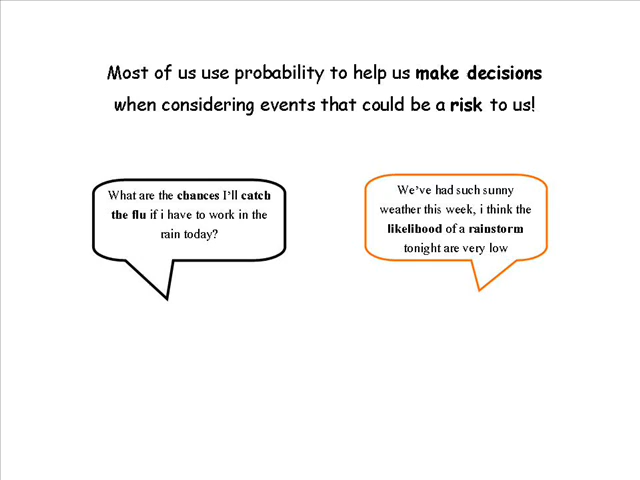 Most of us use probability to help us make decisions
when considering events that could be a risk to us!
What are the chances I'll catch
the flu if i have to work in the
rain today?
We've had such sunny
weather this week, i think the
likelihood of a rainstorm
tonight are very low